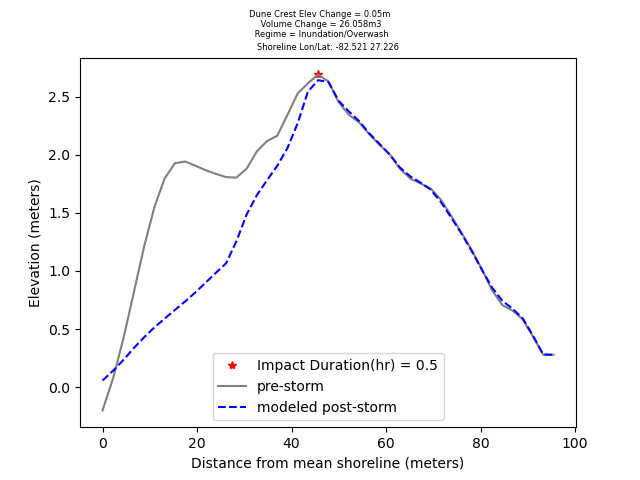 Dune Crest Elev Change = 0.05m
Volume Change = 26.058m3
Regime = Inundation/Overwash
Shoreline Lon/Lat: -82.521 27.226
2.5
2.0
1.5
1.0
0.5
0.0
Elevation (meters)
Impact Duration(hr) = 0.5
pre-storm
modeled post-storm
0
20
40
60
80
100
Distance from mean shoreline (meters)